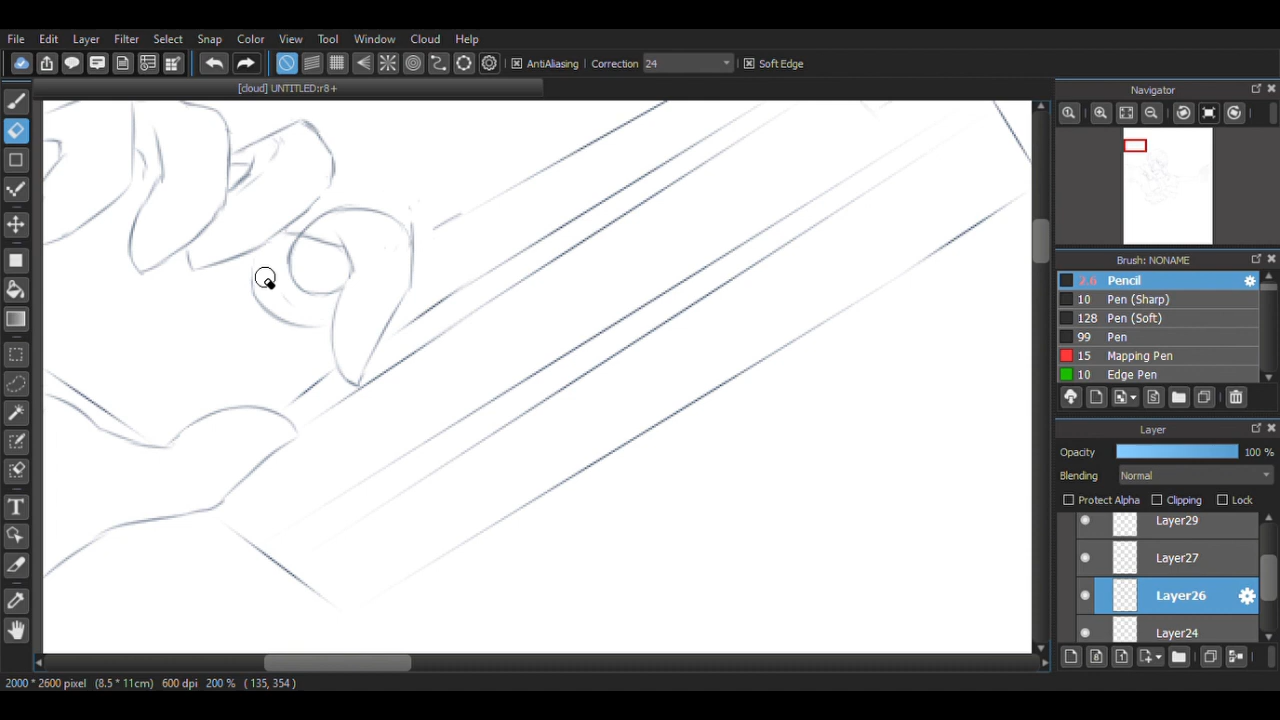 File Edit Layer Filter Select Snap Color View Tool Window Cloud Help
AntiAliasing Correction 24 Soft Edge
[cloud] UNTITLED:r8+
Navigator
Brush: NONAME
2.6 Pencil
10 Pen (Sharp)
128 Pen (Soft)
99 Pen
15 Mapping Pen
10 Edge Pen
Layer
Opacity 100 %
Blending Normal
Protect Alpha Clipping Lock
Layer29
Layer27
Layer26
Layer24
2000 * 2600 pixel (8.5 * 11cm) 600 dpi 200 % ( 135, 354 )